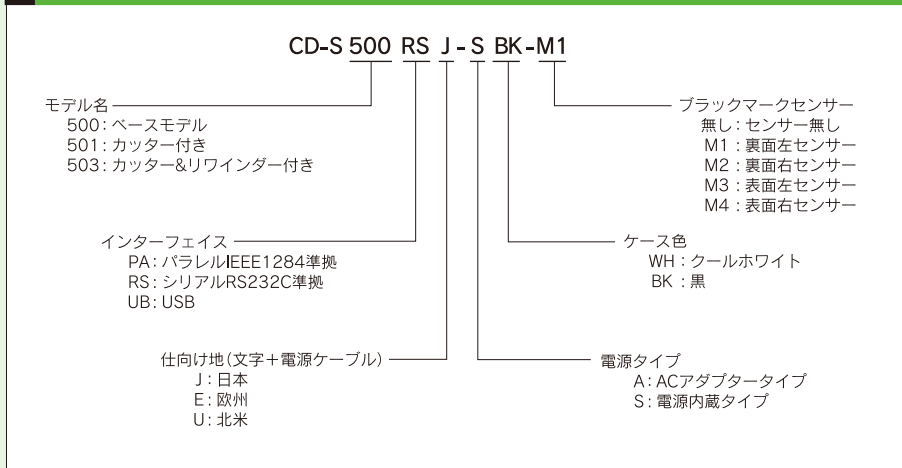 CD-S 500 RS J - S BK - M1
モデル名
500：ベースモデル
501：カッター付き
503：カッター&リワインダー付き
インターフェイス
PA：パラレルIEEE1284準拠
RS：シリアルRS232C準拠
UB：USB
仕向け地（文字＋電源ケーブル）
J：日本
E：欧州
U：北米
ブラックマークセンサー
無し：センサー無し
M1：裏面左センサー
M2：裏面右センサー
M3：表面左センサー
M4：表面右センサー
ケース色
WH：クールホワイト
BK：黒
電源タイプ
A：ACアダプタータイプ
S：電源内蔵タイプ